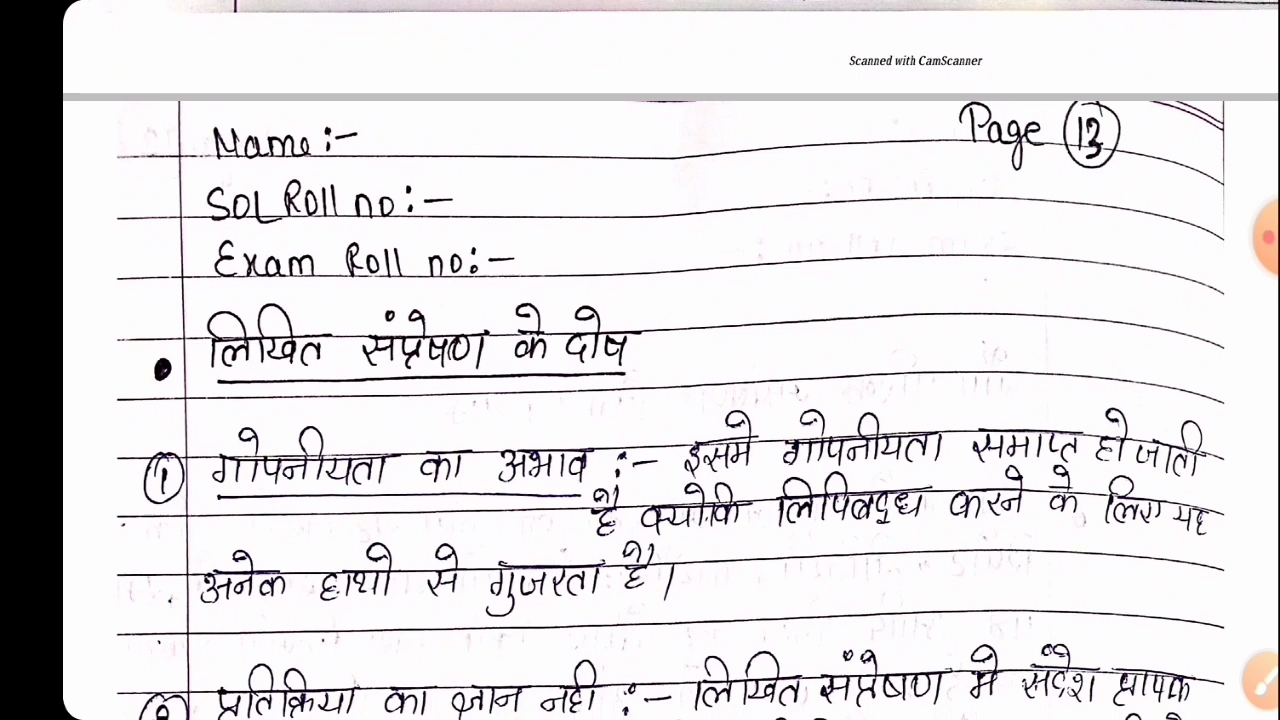 Scanned with CamScanner
Page 13
Name :-
SOL Roll no :-
Exam Roll no:-
लिखित संप्रेषण के दोष
① गोपनीयता का अभाव :- इसमे गोपनीयता समाप्त हो जाती
है क्योकि लिपिबद्ध करने के लिए यह
अनेक हाथो से गुजरता है।
प्रतिक्रिया का ज्ञान नही :- लिखित संप्रेषण मे संदेश प्रापक